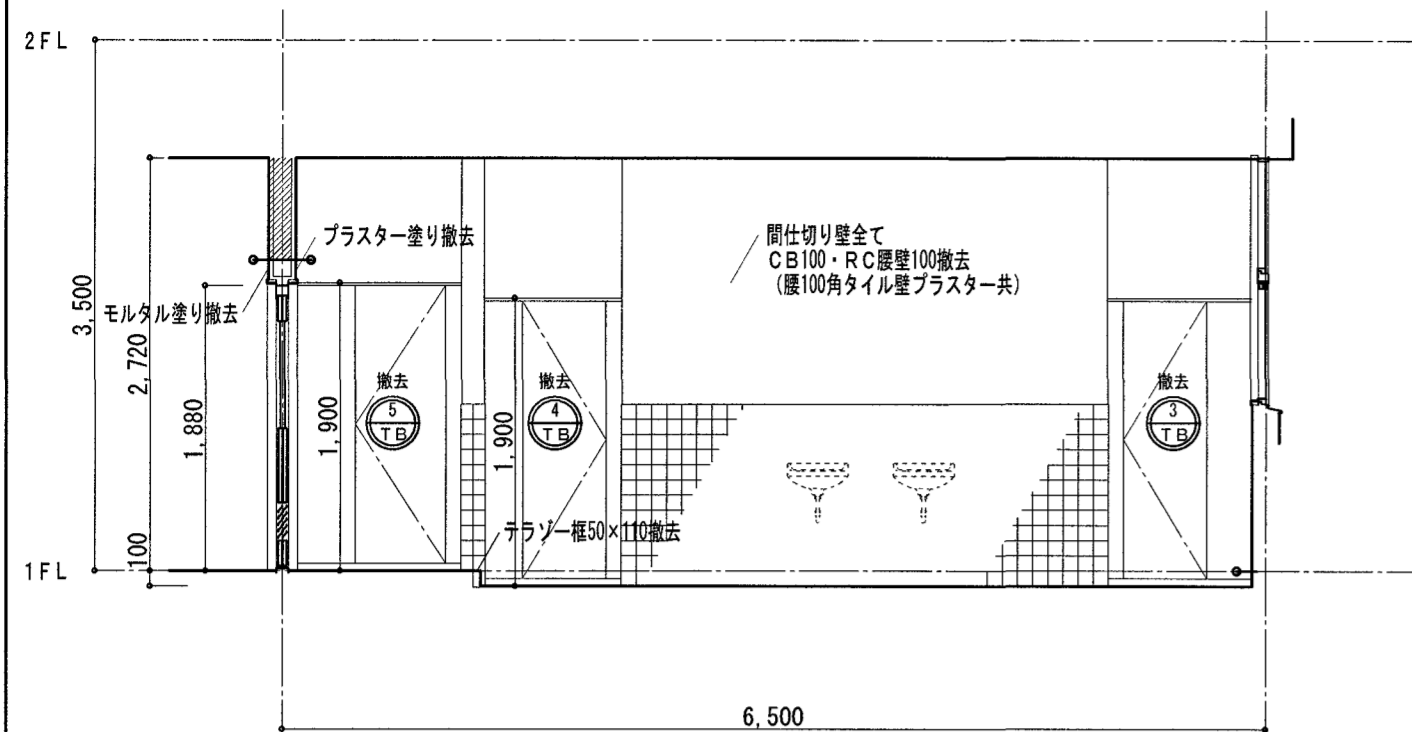 2FL
プラスター塗り撤去
間仕切り壁全て
CB100・RC腰壁100撤去
(腰100角タイル壁プラスター共)
モルタル塗り撤去
3,500
2,720
1,880
1,900
撤去
5
TB
1,900
撤去
4
TB
撤去
3
TB
テラゾー框50×110撤去
100
1FL
6,500